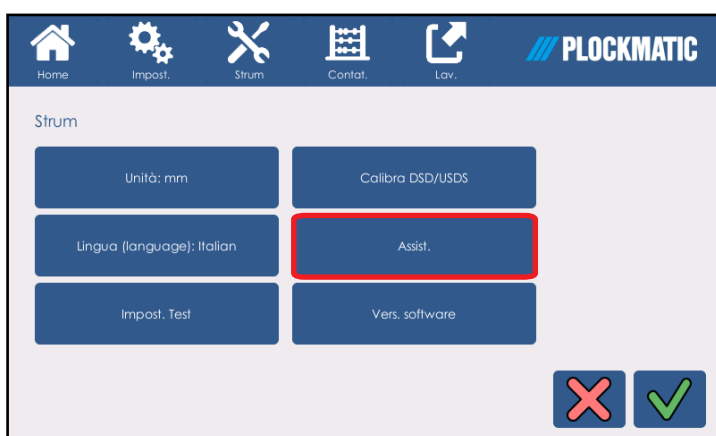 Home
Impost.
Strum
Contat.
Lav.
PLOCKMATIC
Strum
Unità: mm
Calibra DSD/USDS
Lingua (language): Italian
Assist.
Impost. Test
Vers. software